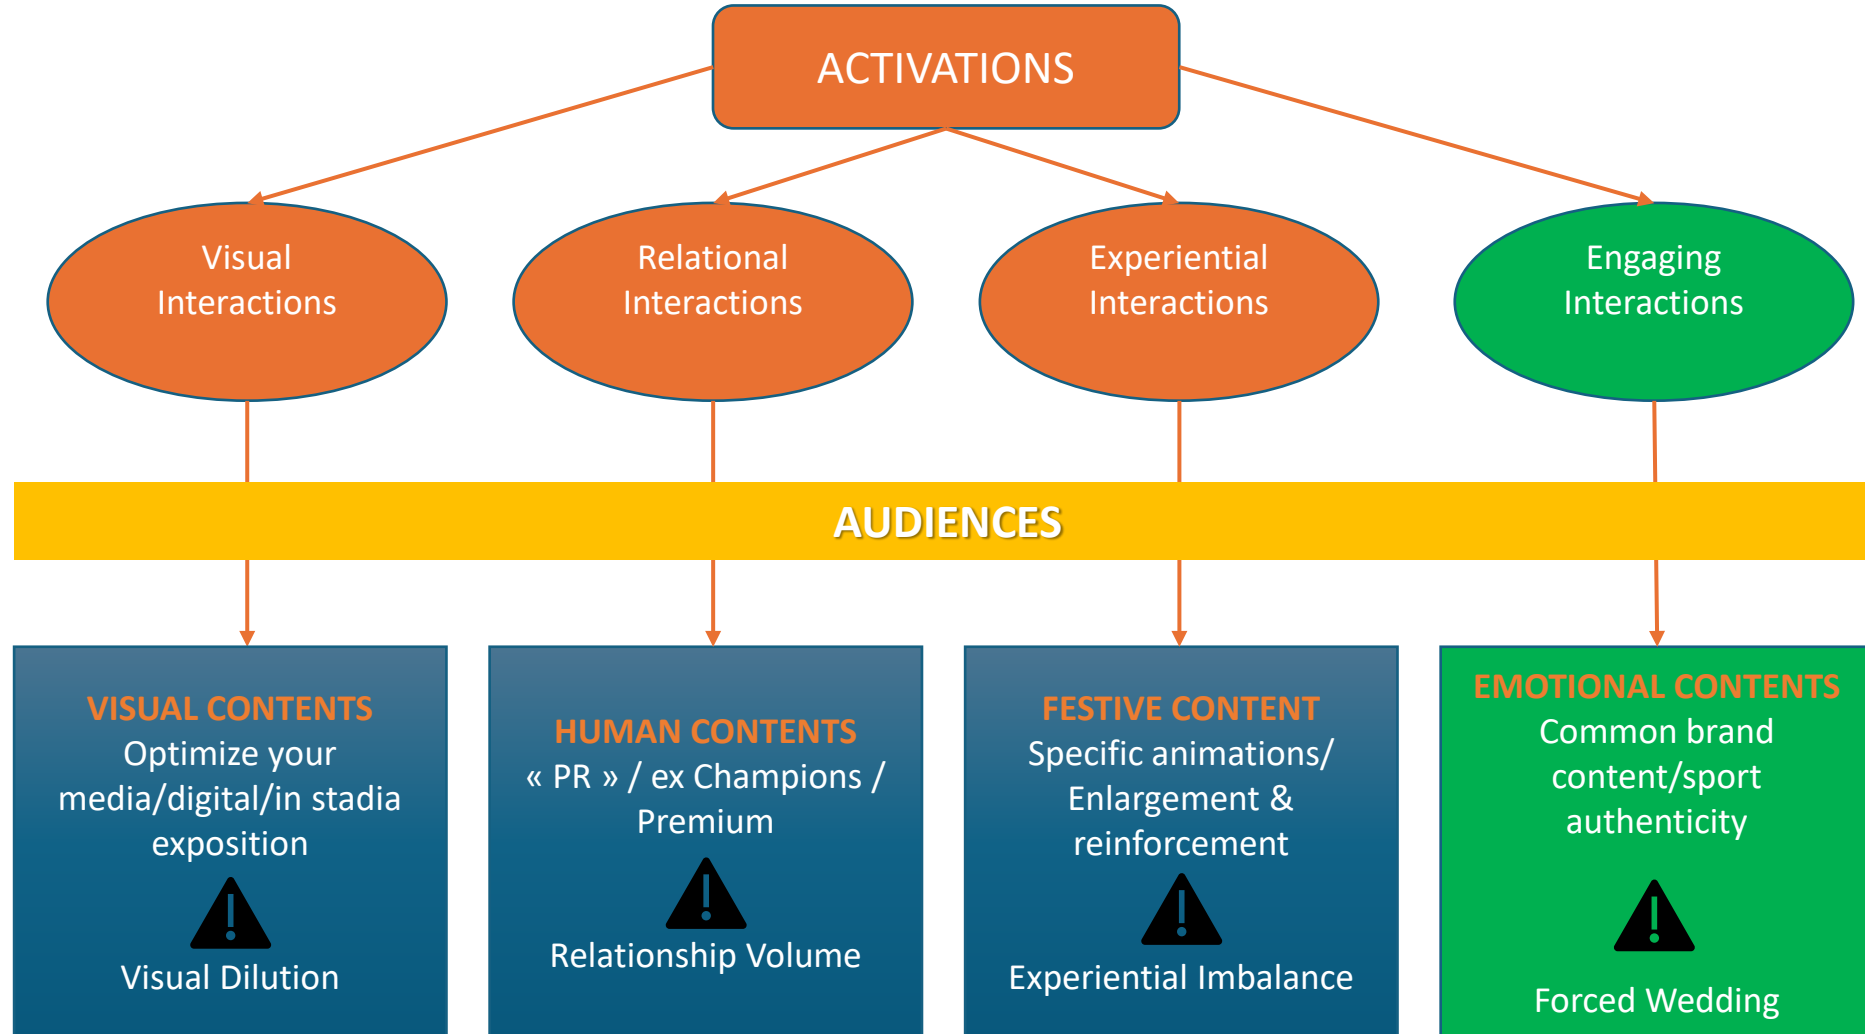 ACTIVATIONS
Visual
Interactions
Relational
Interactions
Experiential
Interactions
Engaging
Interactions
AUDIENCES
VISUAL CONTENTS
Optimize your
media/digital/in stadia
exposition
Visual Dilution
HUMAN CONTENTS
« PR » / ex Champions /
Premium
Relationship Volume
FESTIVE CONTENT
Specific animations/
Enlargement &
reinforcement
Experiential Imbalance
EMOTIONAL CONTENTS
Common brand
content/sport
authenticity
Forced Wedding